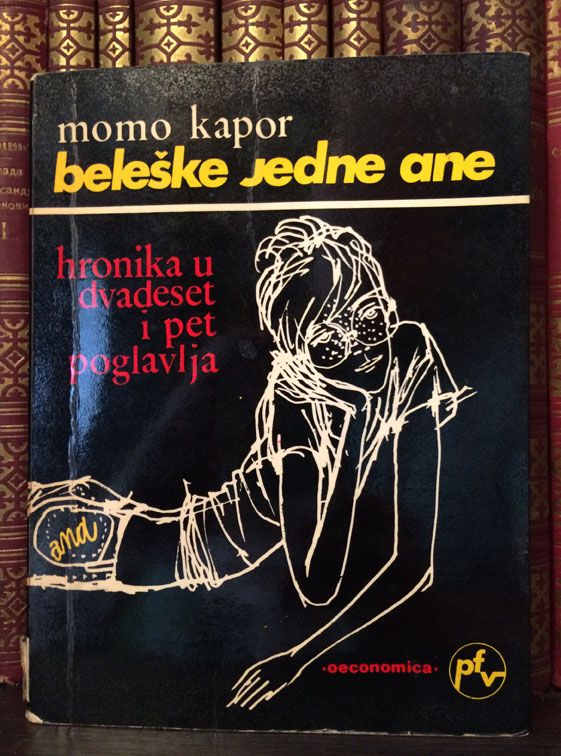 momo kapor
beleške jedne ane
hronika u
dvadeset
i pet
poglavlja
ana
·oeconomica·
pfv